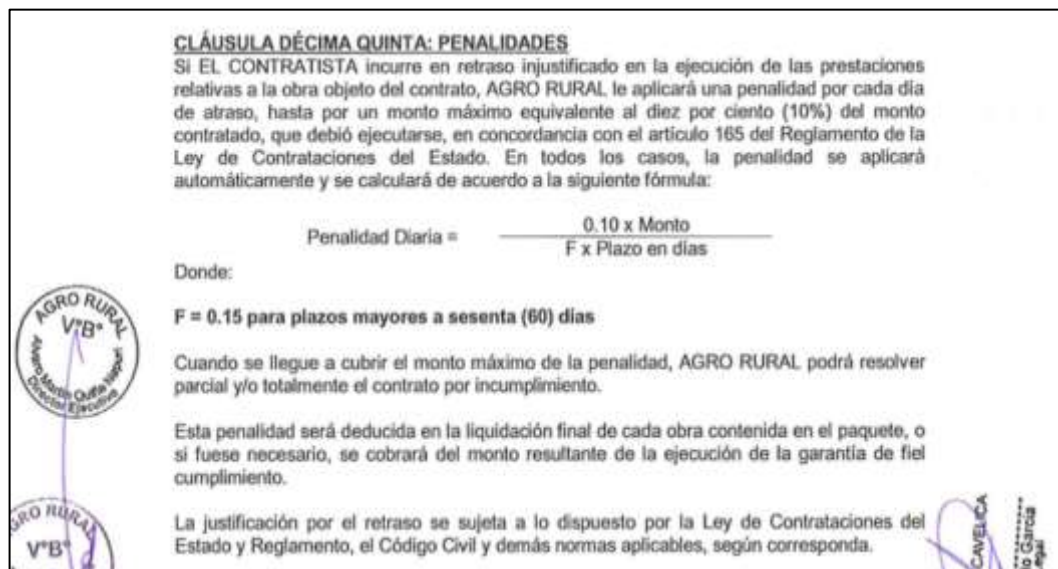 CLÁUSULA DÉCIMA QUINTA: PENALIDADES
Si EL CONTRATISTA incurre en retraso injustificado en la ejecución de las prestaciones
relativas a la obra objeto del contrato, AGRO RURAL le aplicará una penalidad por cada día
de atraso, hasta por un monto máximo equivalente al diez por ciento (10%) del monto
contratado, que debió ejecutarse, en concordancia con el artículo 165 del Reglamento de la
Ley de Contrataciones del Estado. En todos los casos, la penalidad se aplicará
automáticamente y se calculará de acuerdo a la siguiente fórmula:
Penalidad Diaria = 0.10 x Monto
F x Plazo en días
Donde:
F = 0.15 para plazos mayores a sesenta (60) días
Cuando se llegue a cubrir el monto máximo de la penalidad, AGRO RURAL podrá resolver
parcial y/o totalmente el contrato por incumplimiento.
Esta penalidad será deducida en la liquidación final de cada obra contenida en el paquete, o
si fuese necesario, se cobrará del monto resultante de la ejecución de la garantía de fiel
cumplimiento.
La justificación por el retraso se sujeta a lo dispuesto por la Ley de Contrataciones del
Estado y Reglamento, el Código Civil y demás normas aplicables, según corresponda.
AGRO RURAL
V°B°
Director Ejecutivo
V°B°
CAVELICA
García